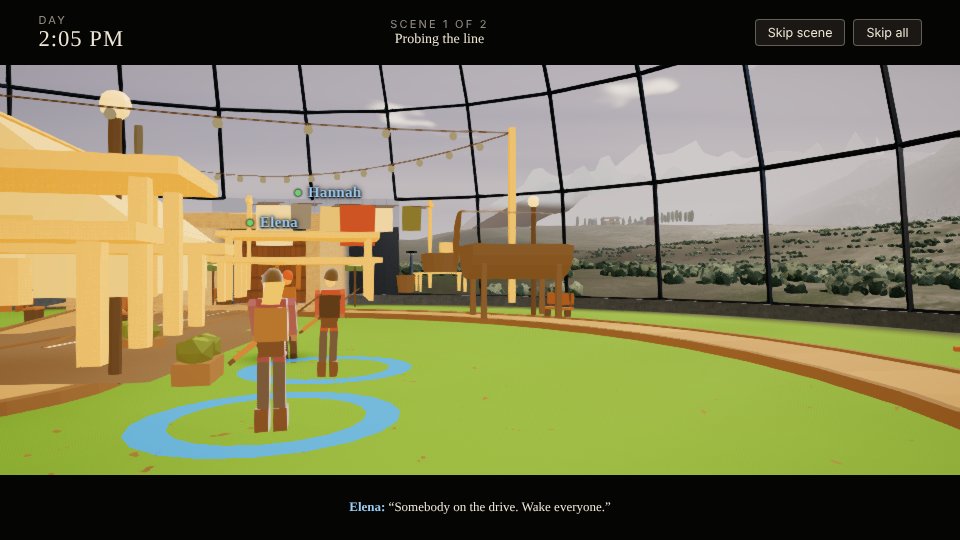 DAY
2:05 PM
SCENE 1 OF 2
Probing the line
Skip scene
Skip all
Hannah
Elena
Elena: “Somebody on the drive. Wake everyone.”